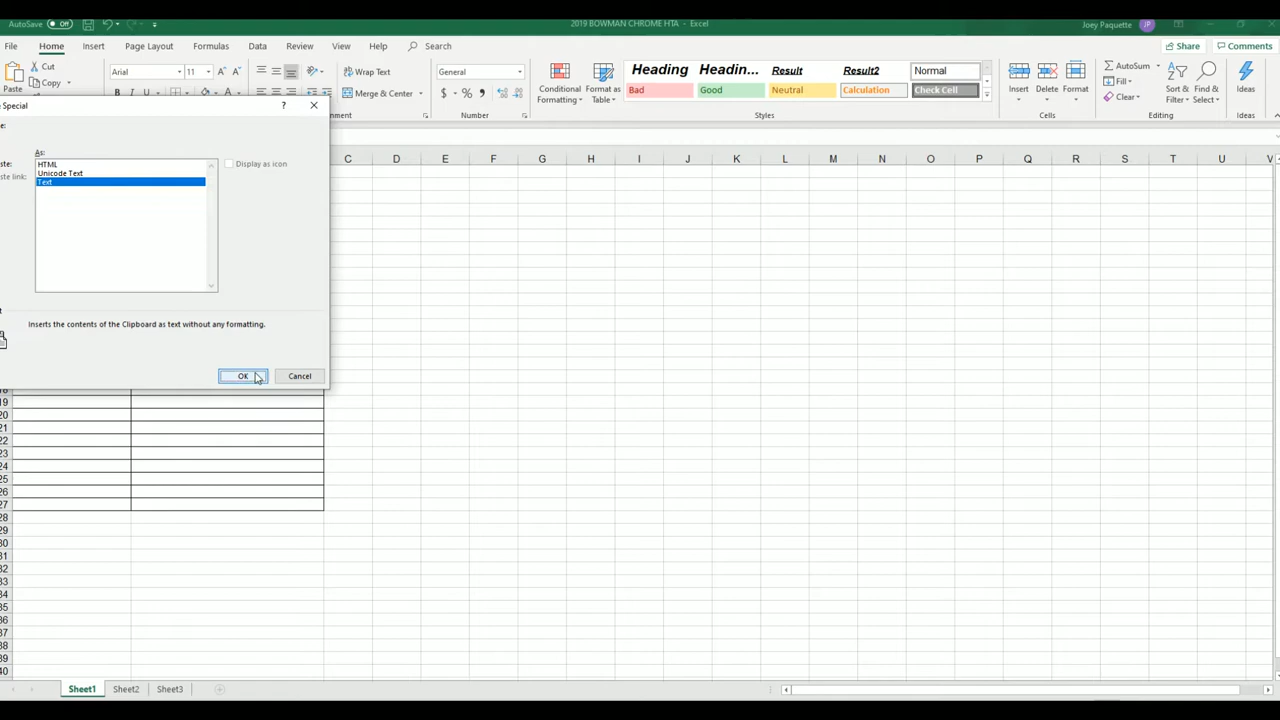 AutoSave Off
2019 BOWMAN CHROME HTA - Excel
Joey Paquette JP
File Home Insert Page Layout Formulas Data Review View Help Search
Share Comments
Paste
Cut
Copy
Arial 11 A A
B I U A
Wrap Text
Merge & Center
General
$ % 9
Number
Conditional Formatting
Format as Table
Heading Headin... Result Result2 Normal
Bad Good Neutral Calculation Check Cell
Styles
Insert Delete Format
Cells
AutoSum
Fill
Clear
Sort & Filter
Find & Select
Editing
Ideas
Ideas
Special ?
As:
HTML
Unicode Text
Text
Display as icon
Inserts the contents of the Clipboard as text without any formatting.
OK Cancel
C D E F G H I J K L M N O P Q R S T U V
18
19
20
21
22
23
24
25
26
27
28
29
30
31
32
33
34
35
36
37
38
39
40
Sheet1 Sheet2 Sheet3